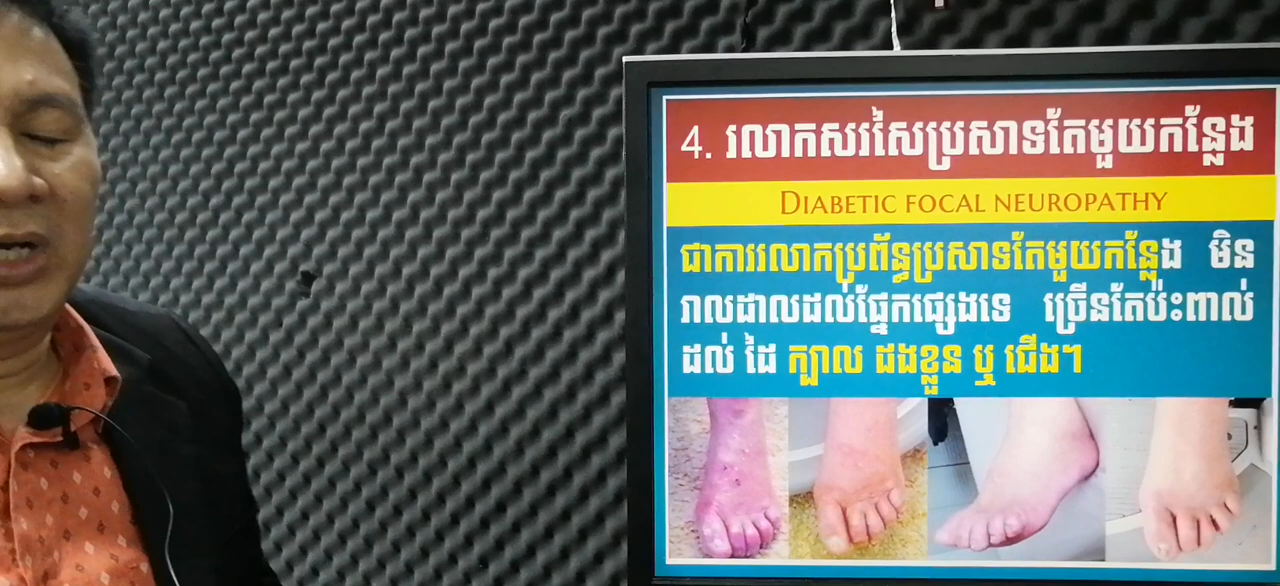 4. រលាកសរសៃប្រសាទតែមួយកន្លែង
DIABETIC FOCAL NEUROPATHY
ជាការរលាកប្រព័ន្ធប្រសាទតែមួយកន្លែង មិន
រាលដាលដល់ផ្នែកផ្សេងទេ ច្រើនតែប៉ះពាល់
ដល់ ដៃ ក្បាល ដងខ្លួន ឬ ជើង។